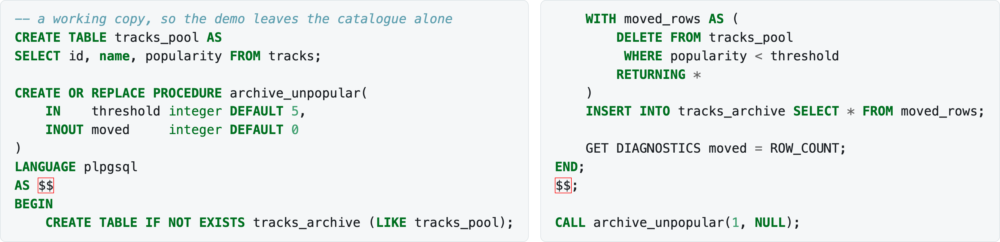 -- a working copy, so the demo leaves the catalogue alone
CREATE TABLE tracks_pool AS
SELECT id, name, popularity FROM tracks;

CREATE OR REPLACE PROCEDURE archive_unpopular(
    IN    threshold integer DEFAULT 5,
    INOUT moved     integer DEFAULT 0
)
LANGUAGE plpgsql
AS $$
BEGIN
    CREATE TABLE IF NOT EXISTS tracks_archive (LIKE tracks_pool);

    WITH moved_rows AS (
        DELETE FROM tracks_pool
         WHERE popularity < threshold
        RETURNING *
    )
    INSERT INTO tracks_archive SELECT * FROM moved_rows;

    GET DIAGNOSTICS moved = ROW_COUNT;
END;
$$;

CALL archive_unpopular(1, NULL);